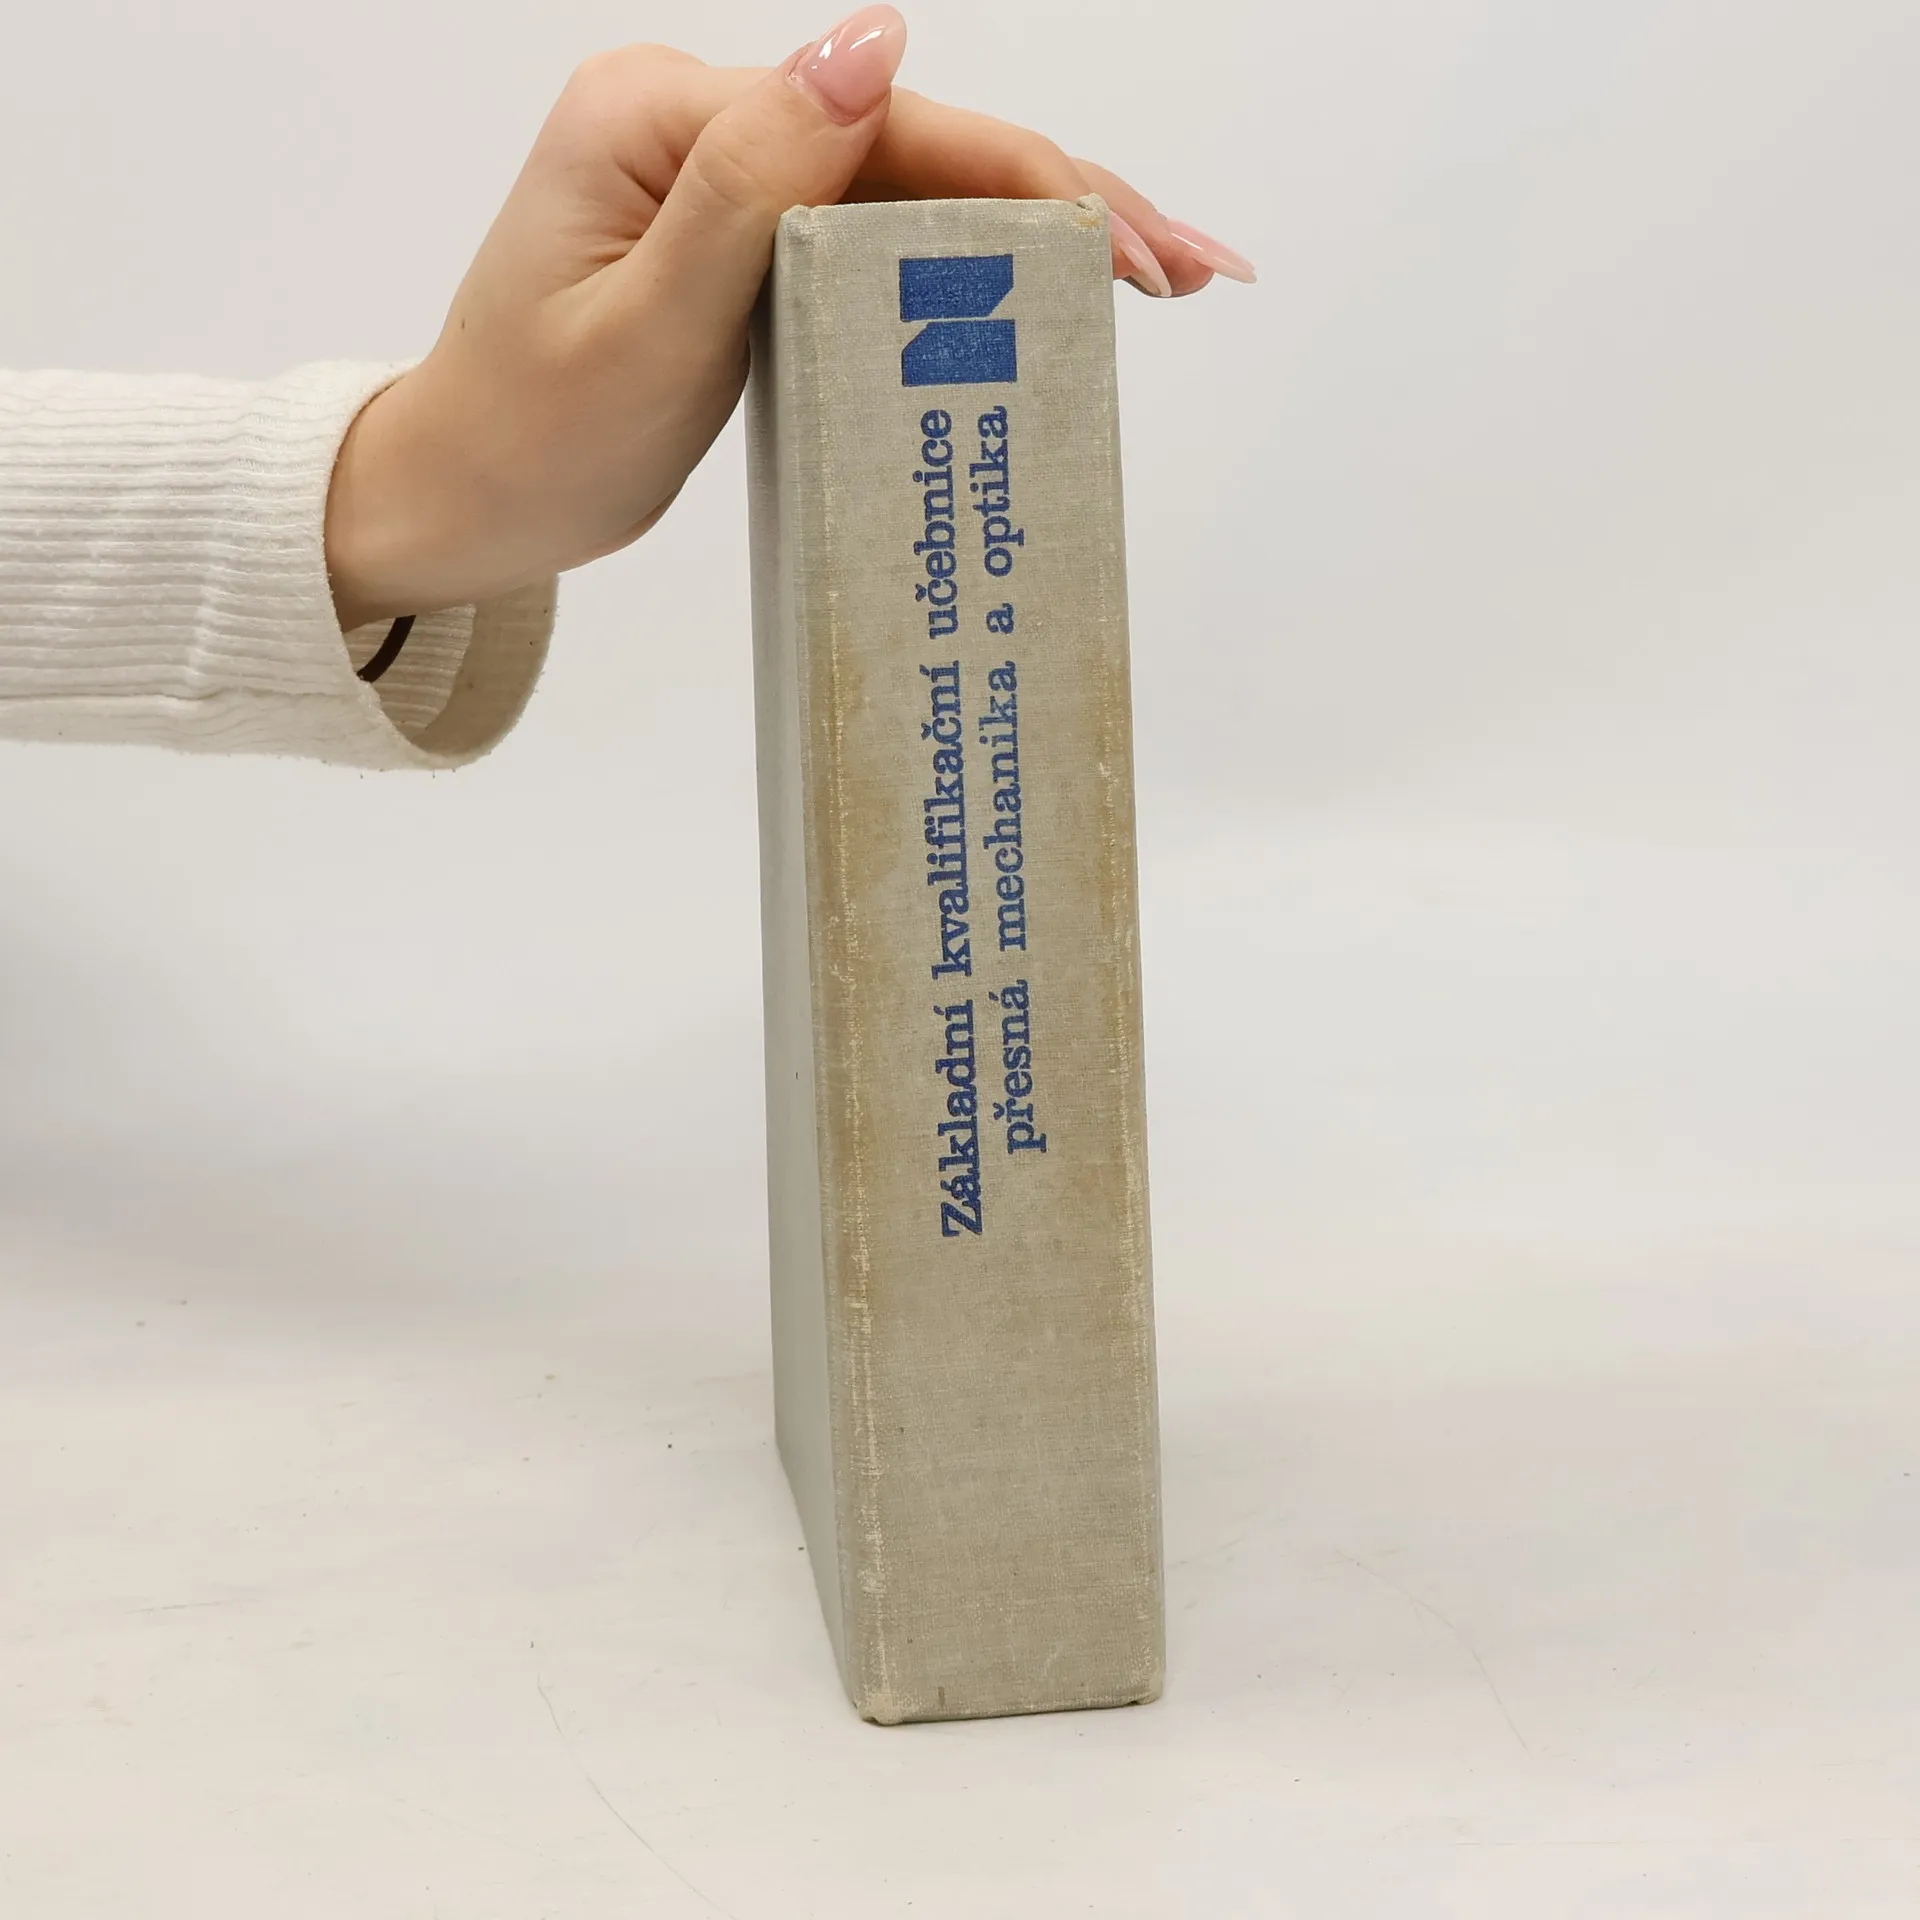 Základní kvalifikační učebnice
přesná mechanika a optika